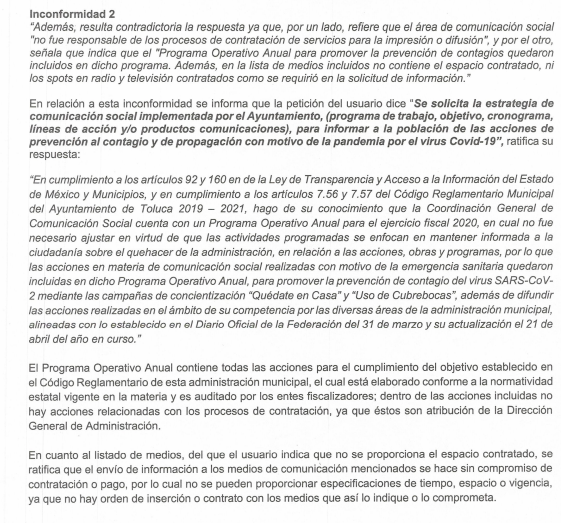 Inconformidad 2
"Además, resulta contradictoria la respuesta ya que, por un lado, refiere que el área de comunicación social
"no fue responsable de los procesos de contratación de servicios para la impresión o difusión", y por el otro,
señala que indica que el "Programa Operativo Anual para promover la prevención de contagios quedaron
incluidos en dicho programa. Además, en la lista de medios incluidos no contiene el espacio contratado, ni
los spots en radio y televisión contratados como se requirió en la solicitud de información."
En relación a esta inconformidad se informa que la petición del usuario dice "Se solicita la estrategia de
comunicación social implementada por el Ayuntamiento, (programa de trabajo, objetivo, cronograma,
líneas de acción y/o productos comunicaciones), para informar a la población de las acciones de
prevención al contagio y de propagación con motivo de la pandemia por el virus Covid-19", ratifica su
respuesta:
"En cumplimiento a los artículos 92 y 160 en de la Ley de Transparencia y Acceso a la Información del Estado
de México y Municipios, y en cumplimiento a los artículos 7.56 y 7.57 del Código Reglamentario Municipal
del Ayuntamiento de Toluca 2019 – 2021, hago de su conocimiento que la Coordinación General de
Comunicación Social cuenta con un Programa Operativo Anual para el ejercicio fiscal 2020, en cual no fue
necesario ajustar en virtud de que las actividades programadas se enfocan en mantener informada a la
ciudadanía sobre el quehacer de la administración, en relación a las acciones, obras y programas, por lo que
las acciones en materia de comunicación social realizadas con motivo de la emergencia sanitaria quedaron
incluidas en dicho Programa Operativo Anual, para promover la prevención de contagio del virus SARS-CoV-
2 mediante las campañas de concientización "Quédate en Casa" y "Uso de Cubrebocas", además de difundir
las acciones realizadas en el ámbito de su competencia por las diversas áreas de la administración municipal,
alineadas con lo establecido en el Diario Oficial de la Federación del 31 de marzo y su actualización el 21 de
abril del año en curso."
El Programa Operativo Anual contiene todas las acciones para el cumplimiento del objetivo establecido en
el Código Reglamentario de esta administración municipal, el cual está elaborado conforme a la normatividad
estatal vigente en la materia y es auditado por los entes fiscalizadores; dentro de las acciones incluidas no
hay acciones relacionadas con los procesos de contratación, ya que éstos son atribución de la Dirección
General de Administración.
En cuanto al listado de medios, del que el usuario indica que no se proporciona el espacio contratado, se
ratifica que el envío de información a los medios de comunicación mencionados se hace sin compromiso de
contratación o pago, por lo cual no se pueden proporcionar especificaciones de tiempo, espacio o vigencia,
ya que no hay orden de inserción o contrato con los medios que así lo indique o lo comprometa.